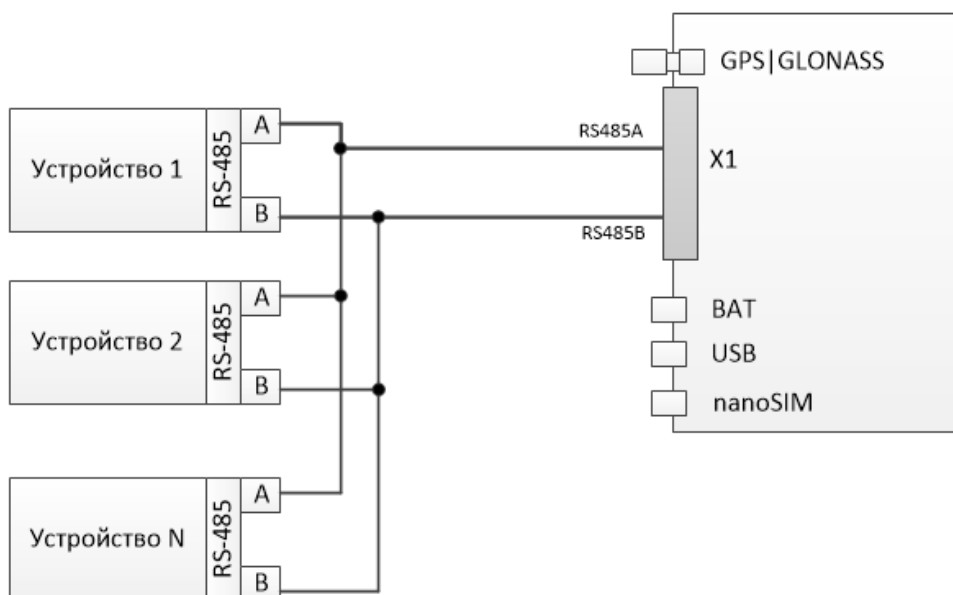 GPS|GLONASS
RS485A
X1
RS485B
BAT
USB
nanoSIM
Устройство 1
RS-485
A
B
Устройство 2
RS-485
A
B
Устройство N
RS-485
A
B